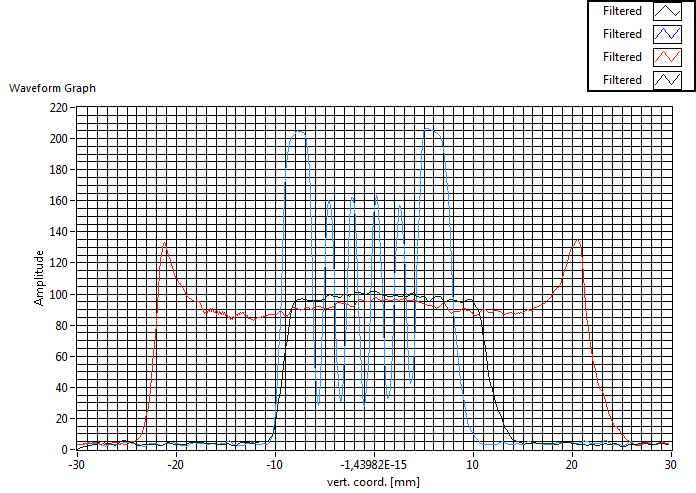 Filtered
Filtered
Filtered
Filtered
Waveform Graph
220
200
180
160
140
120
100
80
60
40
20
0
Amplitude
-30 -20 -10 -1,43982E-15 10 20 30
vert. coord. [mm]